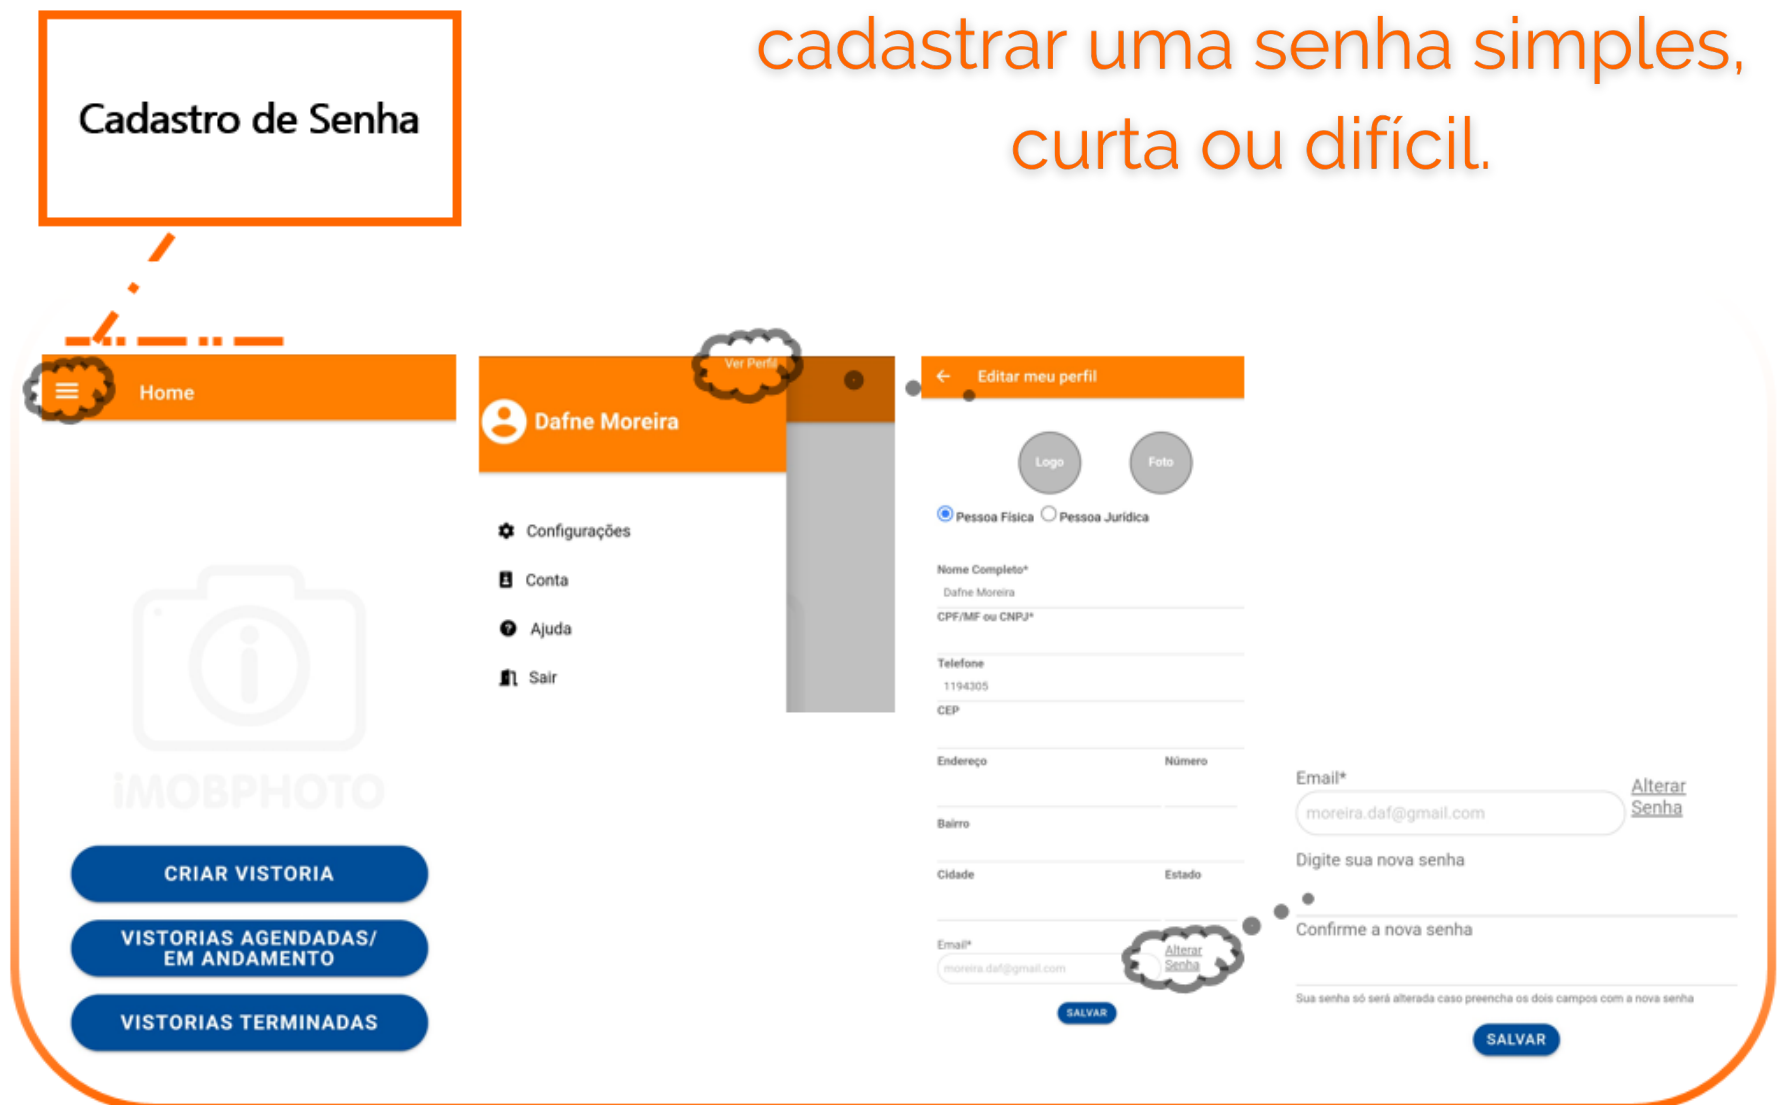 cadastrar uma senha simples,
curta ou difícil.
Cadastro de Senha
Home
iMOBPHOTO
CRIAR VISTORIA
VISTORIAS AGENDADAS/
EM ANDAMENTO
VISTORIAS TERMINADAS
Ver Perfil
Dafne Moreira
Configurações
Conta
Ajuda
Sair
Editar meu perfil
Logo
Foto
Pessoa Física
Pessoa Jurídica
Nome Completo*
Dafne Moreira
CPF/MF ou CNPJ*
Telefone
1194305
CEP
Endereço
Número
Bairro
Cidade
Estado
Email*
moreira.daf@gmail.com
Alterar
Senha
SALVAR
Email*
moreira.daf@gmail.com
Alterar
Senha
Digite sua nova senha
Confirme a nova senha
Sua senha só será alterada caso preencha os dois campos com a nova senha
SALVAR